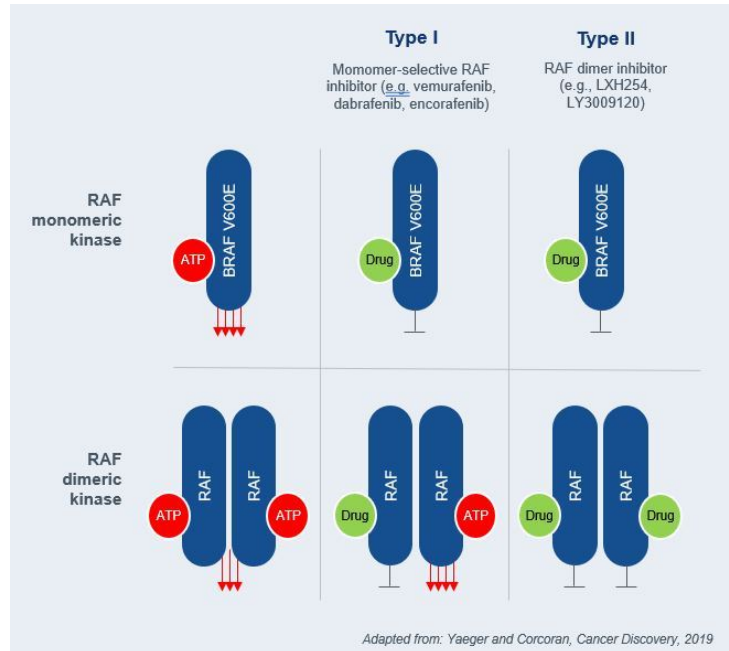 Type I
Type II
Momomer-selective RAF
inhibitor (e.g. vemurafenib,
dabrafenib, encorafenib)
RAF dimer inhibitor
(e.g., LXH254,
LY3009120)
RAF
monomeric
kinase
ATP
BRAF V600E
Drug
BRAF V600E
Drug
BRAF V600E
RAF
dimeric
kinase
ATP
RAF
RAF
ATP
Drug
RAF
RAF
ATP
Drug
RAF
RAF
Drug
Adapted from: Yaeger and Corcoran, Cancer Discovery, 2019